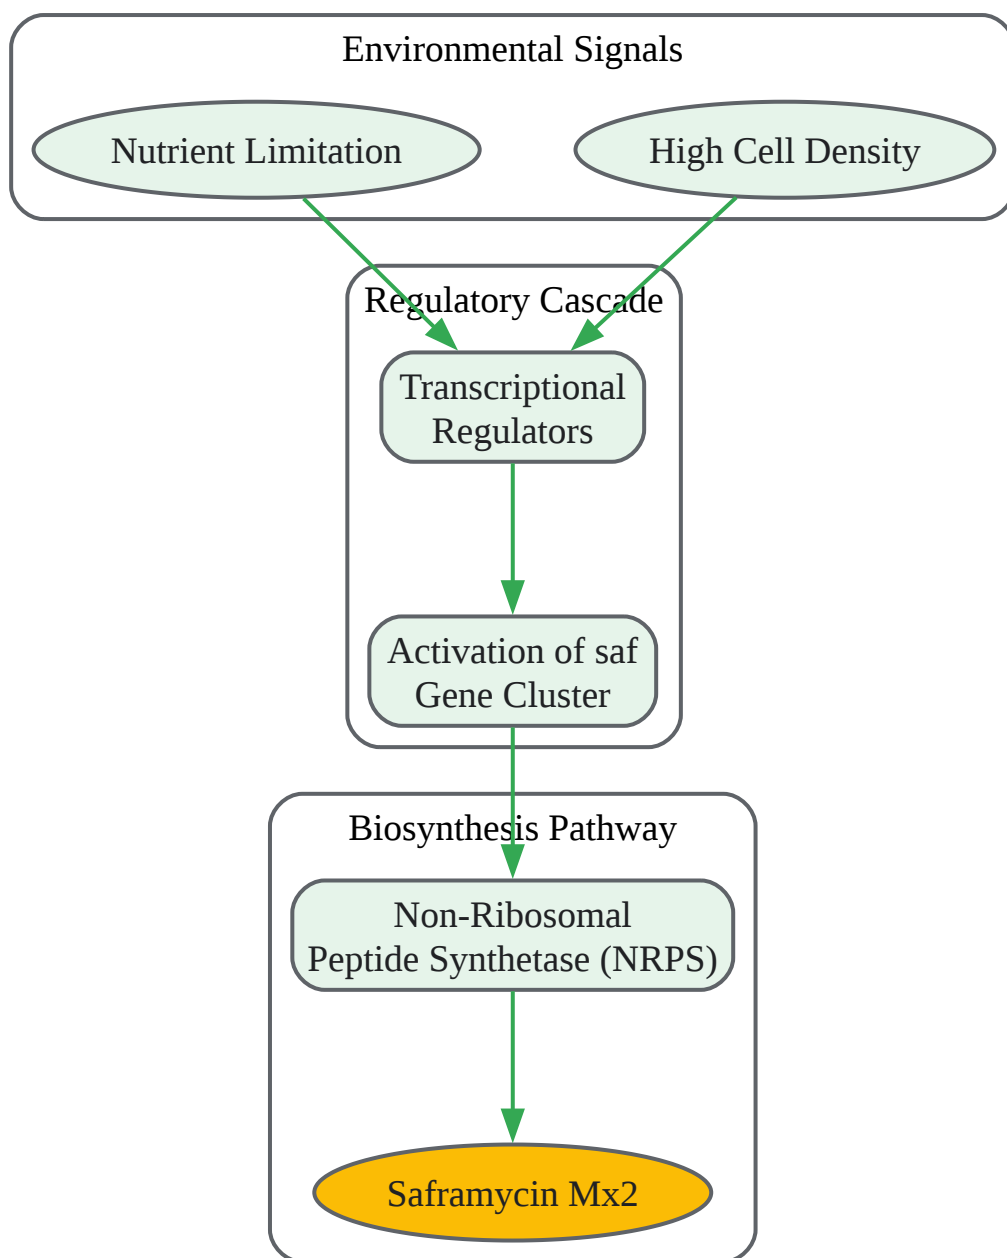 Environmental Signals
Nutrient Limitation
High Cell Density
Regulatory Cascade
Transcriptional
Regulators
Activation of saf
Gene Cluster
Biosynthesis Pathway
Non-Ribosomal
Peptide Synthetase (NRPS)
Saframycin Mx2